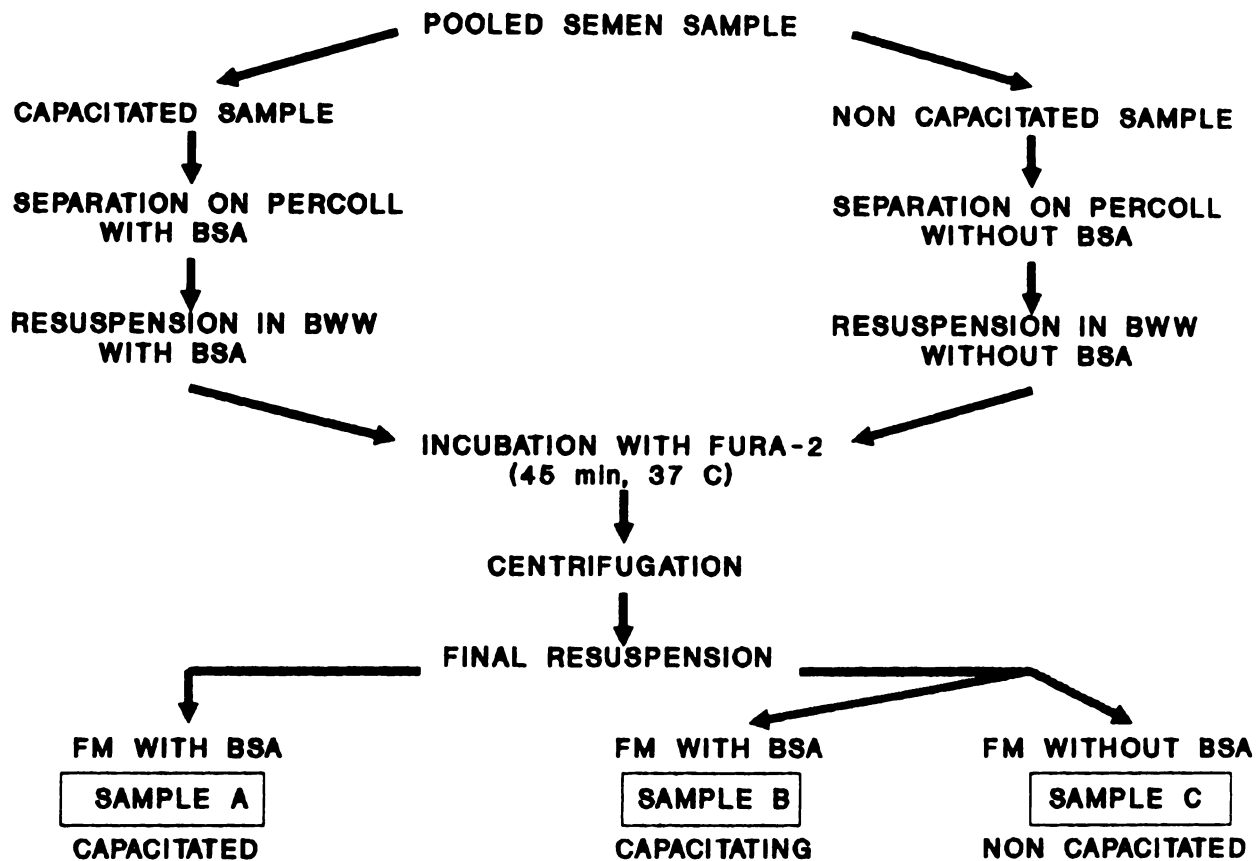 POOLED SEMEN SAMPLE
CAPACITATED SAMPLE
NON CAPACITATED SAMPLE
SEPARATION ON PERCOLL
WITH BSA
SEPARATION ON PERCOLL
WITHOUT BSA
RESUSPENSION IN BWW
WITH BSA
RESUSPENSION IN BWW
WITHOUT BSA
INCUBATION WITH FURA-2
(45 min, 37 C)
CENTRIFUGATION
FINAL RESUSPENSION
FM WITH BSA
SAMPLE A
CAPACITATED
FM WITH BSA
SAMPLE B
CAPACITATING
FM WITHOUT BSA
SAMPLE C
NON CAPACITATED